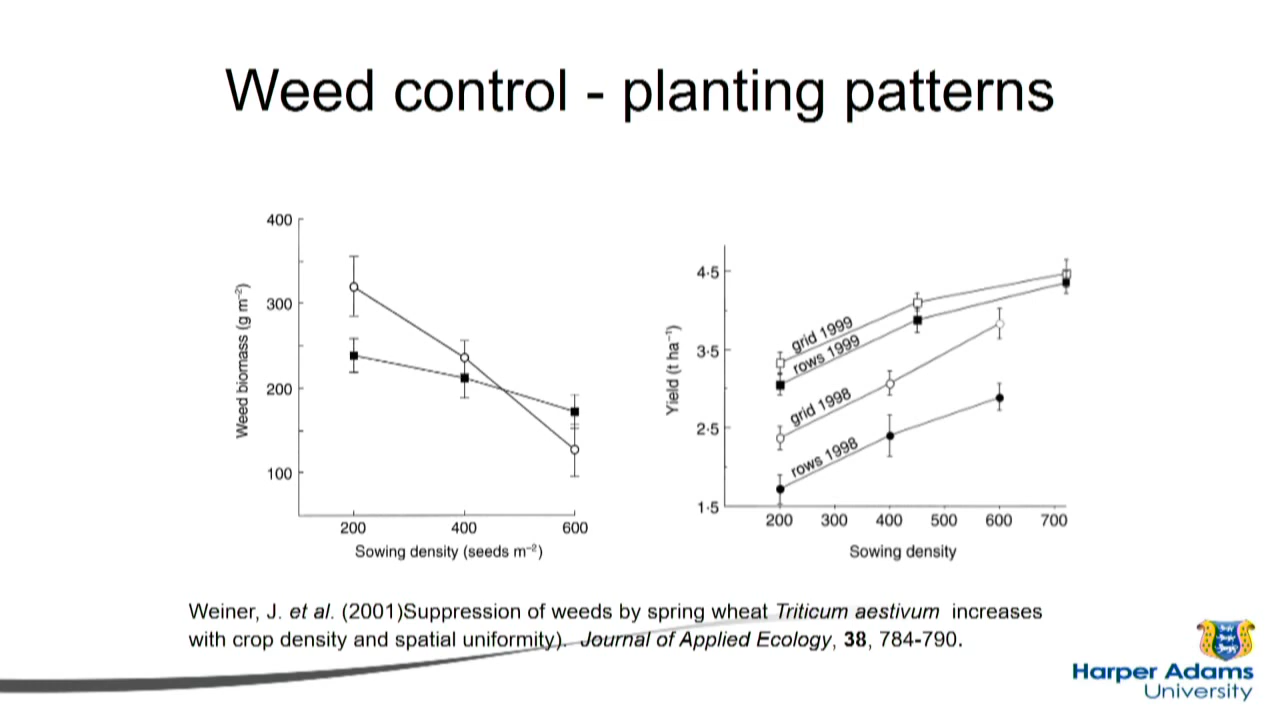 Weed control - planting patterns
400
300
200
100
Weed biomass (g m⁻²)
200 400 600
Sowing density (seeds m⁻²)
4·5
3·5
2·5
1·5
Yield (t ha⁻¹)
grid 1999
rows 1999
grid 1998
rows 1998
200 300 400 500 600 700
Sowing density
Weiner, J. et al. (2001)Suppression of weeds by spring wheat Triticum aestivum increases
with crop density and spatial uniformity). Journal of Applied Ecology, 38, 784-790.
Harper Adams
University